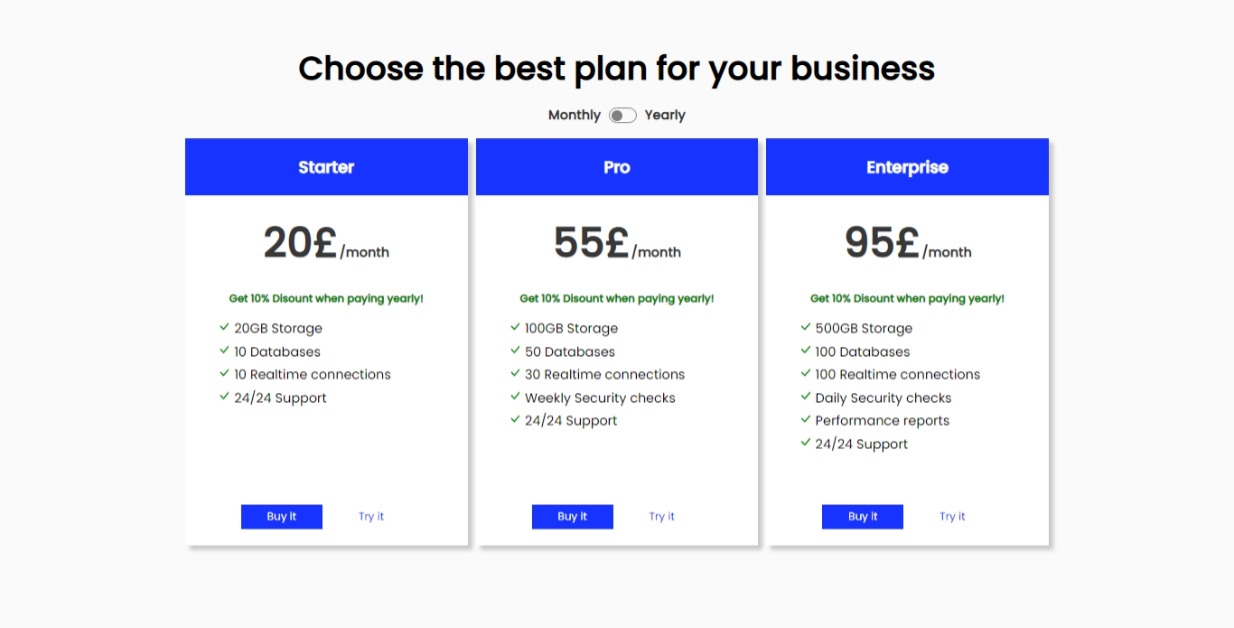 Choose the best plan for your business
Monthly Yearly
Starter
20£/month
Get 10% Disount when paying yearly!
20GB Storage
10 Databases
10 Realtime connections
24/24 Support
Buy it Try it
Pro
55£/month
Get 10% Disount when paying yearly!
100GB Storage
50 Databases
30 Realtime connections
Weekly Security checks
24/24 Support
Buy it Try it
Enterprise
95£/month
Get 10% Disount when paying yearly!
500GB Storage
100 Databases
100 Realtime connections
Daily Security checks
Performance reports
24/24 Support
Buy it Try it